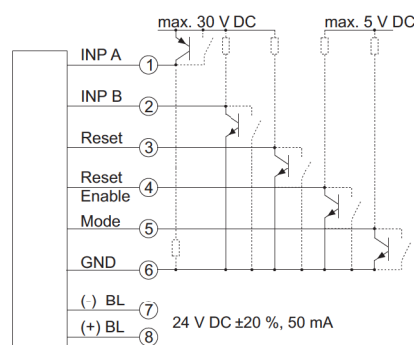 max. 30 V DC
max. 5 V DC
INP A
1
INP B
2
Reset
3
Reset
Enable
4
Mode
5
GND
6
(-) BL
7
(+) BL
8
24 V DC ±20 %, 50 mA